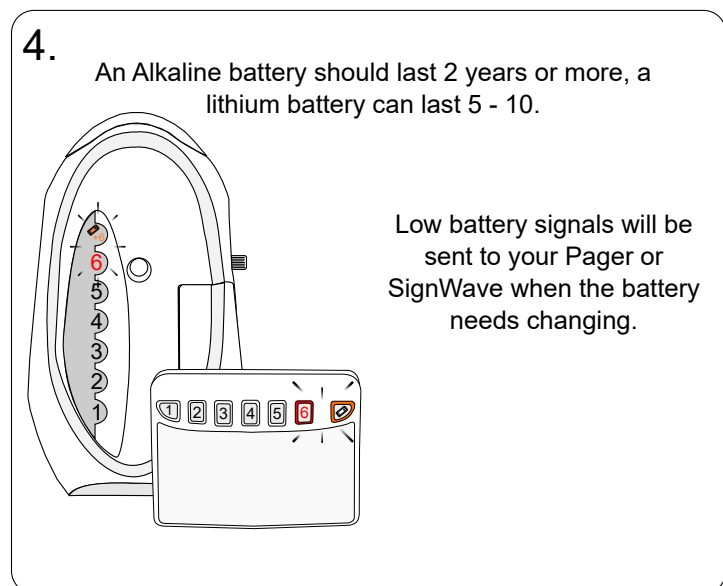 4.
An Alkaline battery should last 2 years or more, a
lithium battery can last 5 - 10.
Low battery signals will be
sent to your Pager or
SignWave when the battery
needs changing.
+6
6
5
4
3
2
1
1 2 3 4 5 6